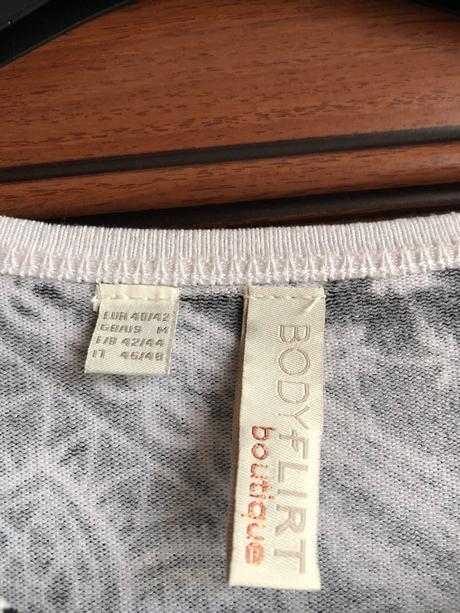 EUR 40/42
GB/US M
F/B 42/44
IT 46/48
BODYFLIRT
boutique